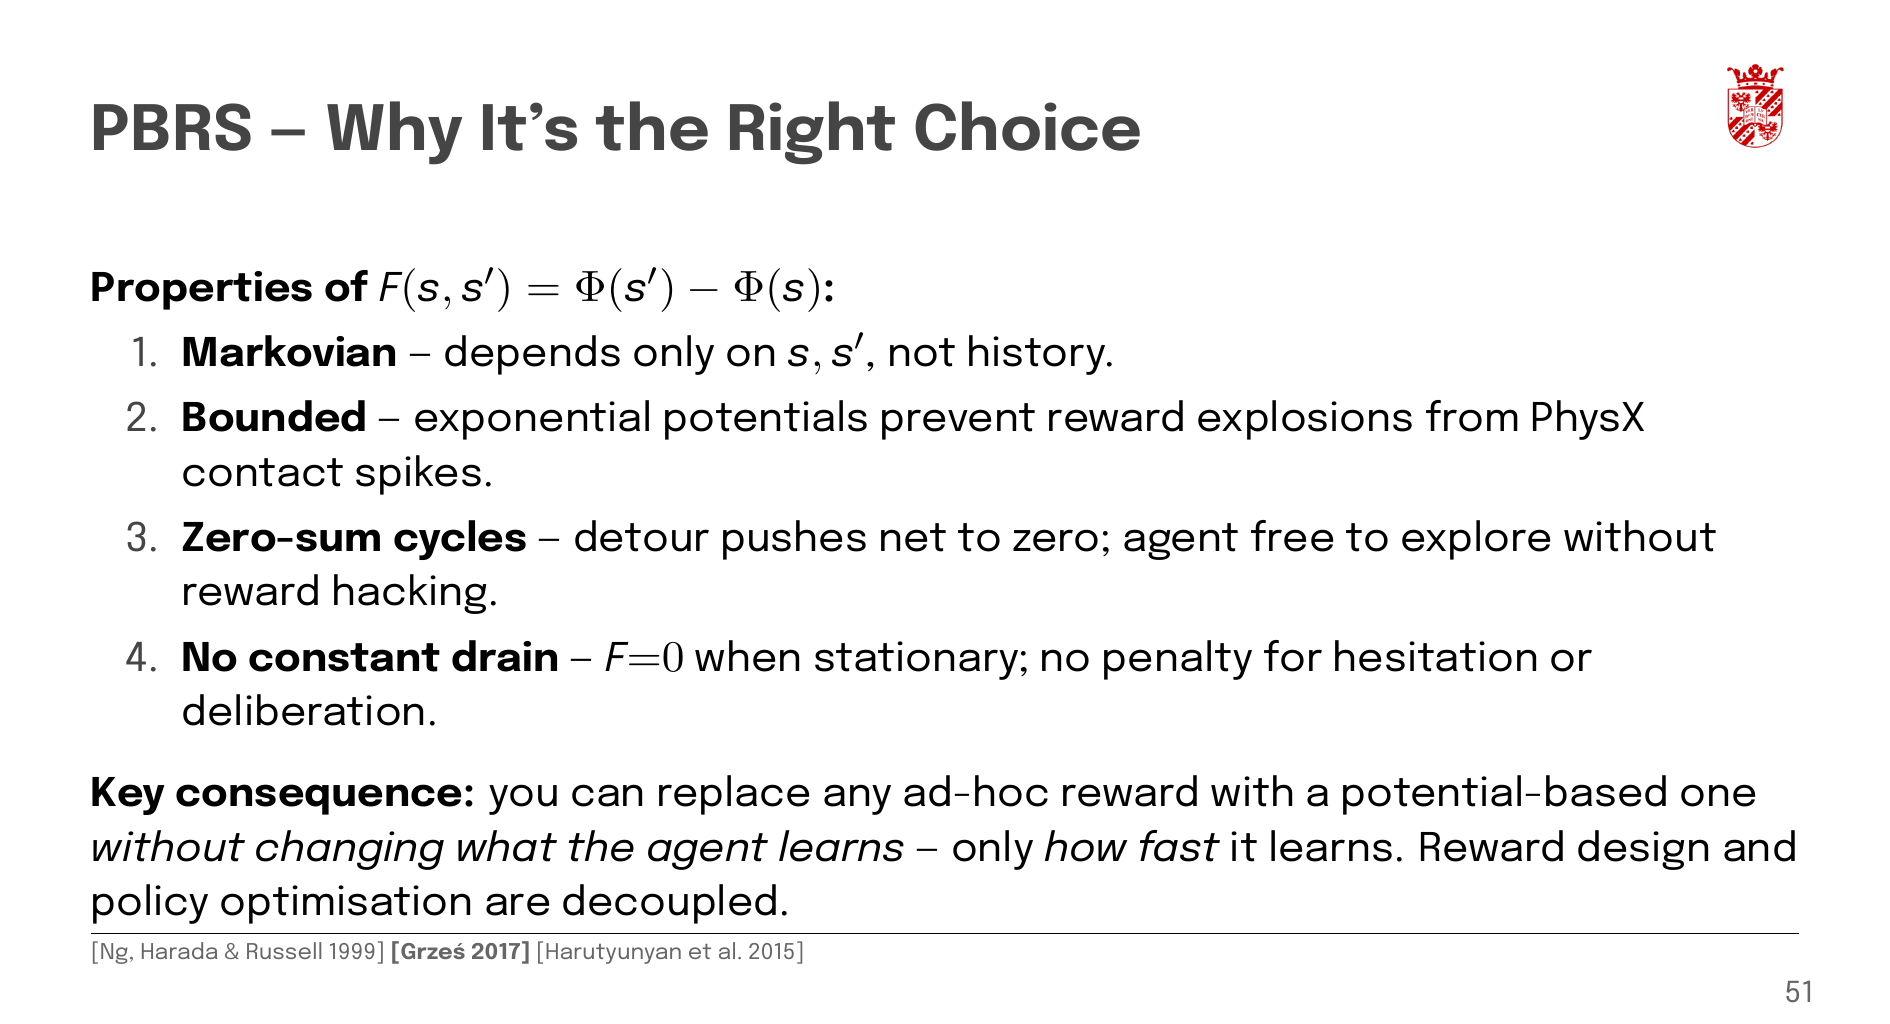 PBRS – Why It's the Right Choice
Properties of F(s, s′) = Φ(s′) − Φ(s):
1. Markovian – depends only on s, s′, not history.
2. Bounded – exponential potentials prevent reward explosions from PhysX
contact spikes.
3. Zero-sum cycles – detour pushes net to zero; agent free to explore without
reward hacking.
4. No constant drain – F=0 when stationary; no penalty for hesitation or
deliberation.
Key consequence: you can replace any ad-hoc reward with a potential-based one
without changing what the agent learns – only how fast it learns. Reward design and
policy optimisation are decoupled.
[Ng, Harada & Russell 1999] [Grześ 2017] [Harutyunyan et al. 2015]
51